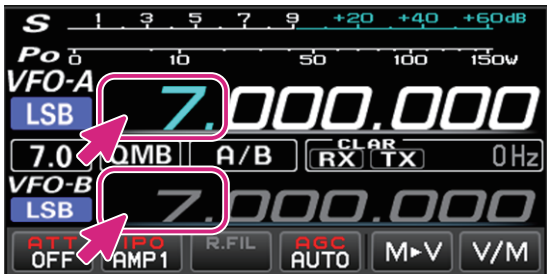 S 1 . 3 . 5 . 7 . 9 +20 +40 +60dB
Po 0 10 50 100 150W
VFO-A
LSB 7.000.000
7.0 QMB A/B CLAR RX TX 0Hz
VFO-B
LSB 7.000.000
ATT IPO R.FIL AGC M►V V/M
OFF AMP1 AUTO